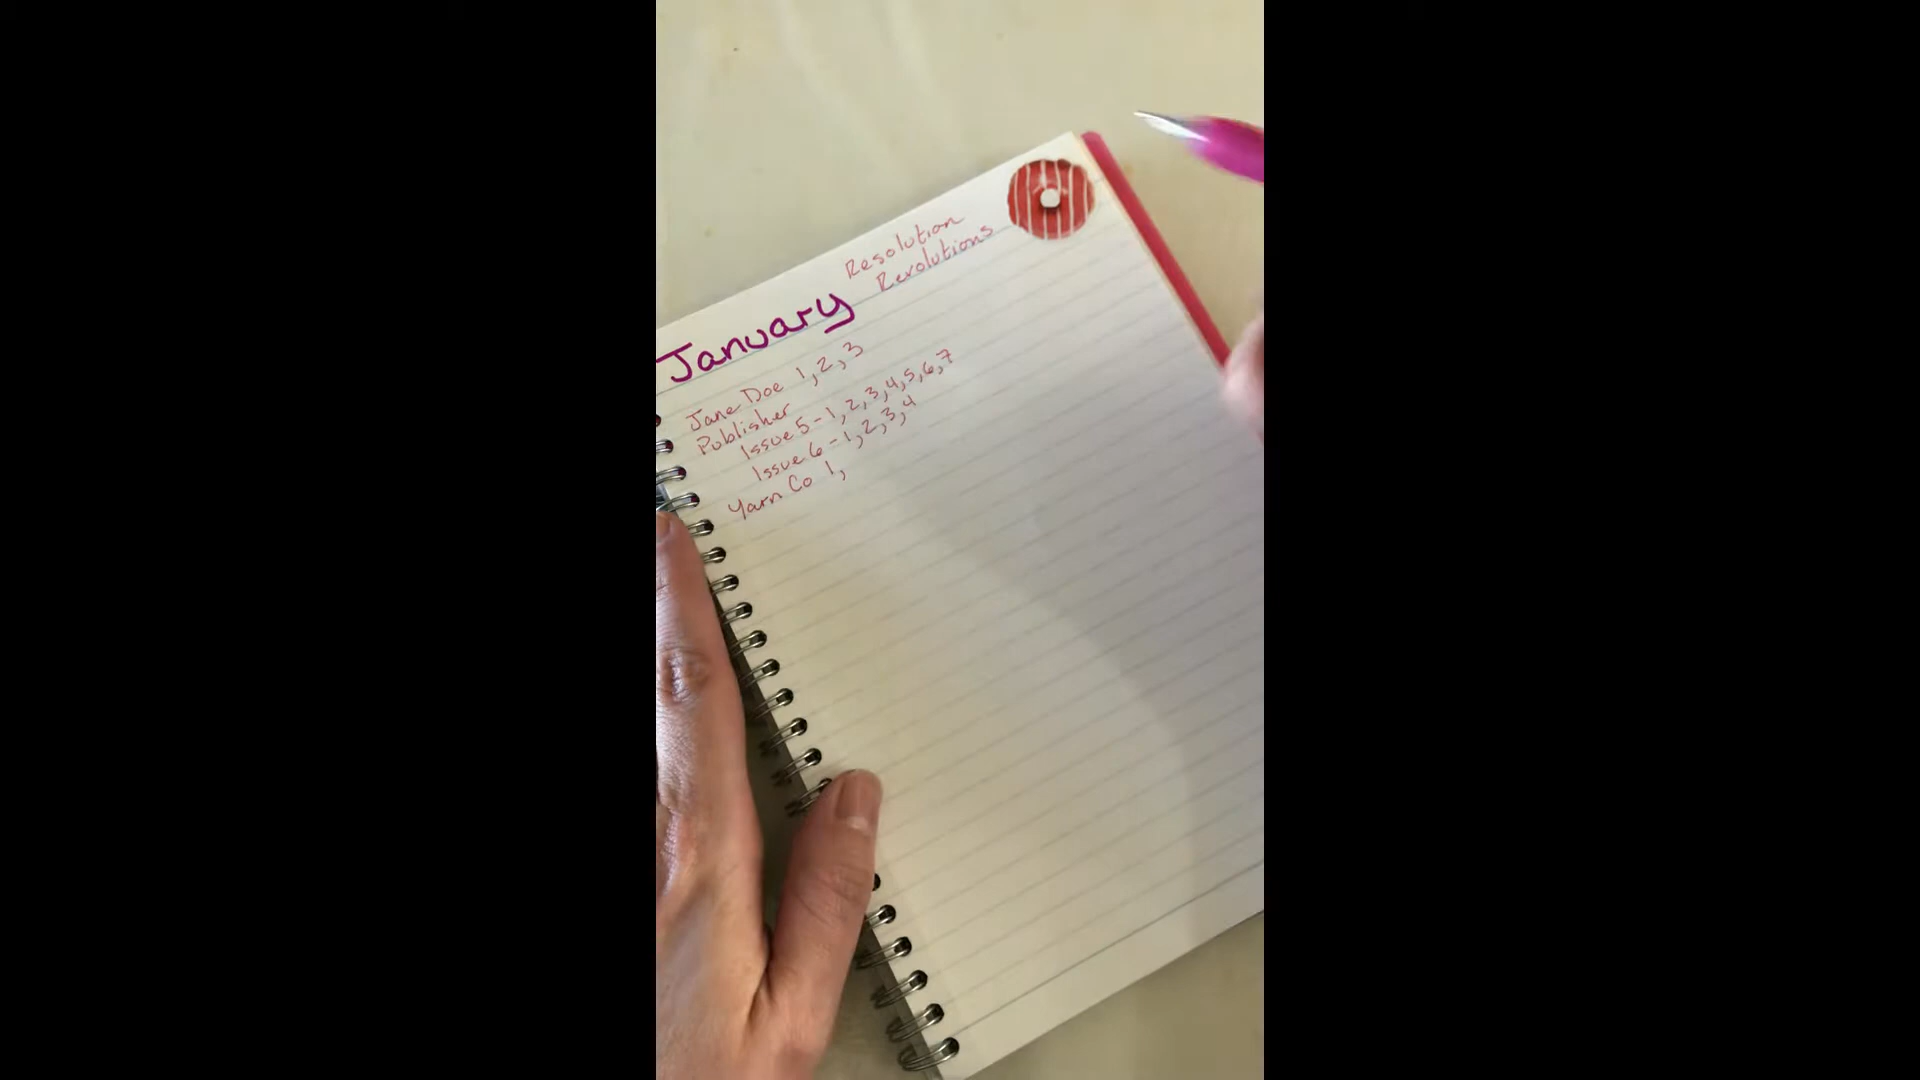 Resolution
Revolutions
January
Jane Doe 1, 2, 3
Publisher
Issue 5 - 1, 2, 3, 4, 5, 6, 7
Issue 6 - 1, 2, 3, 4
Yarn Co 1,